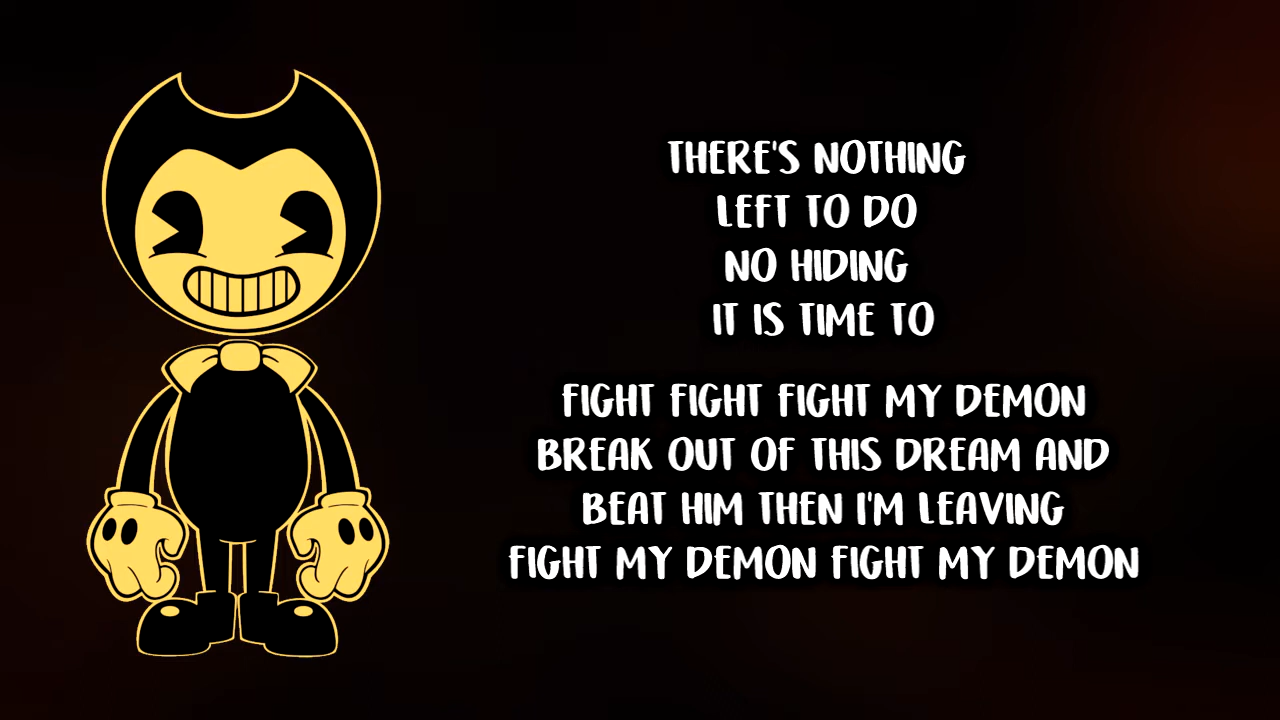 THERE'S NOTHING
LEFT TO DO
NO HIDING
IT IS TIME TO
FIGHT FIGHT FIGHT MY DEMON
BREAK OUT OF THIS DREAM AND
BEAT HIM THEN I'M LEAVING
FIGHT MY DEMON FIGHT MY DEMON